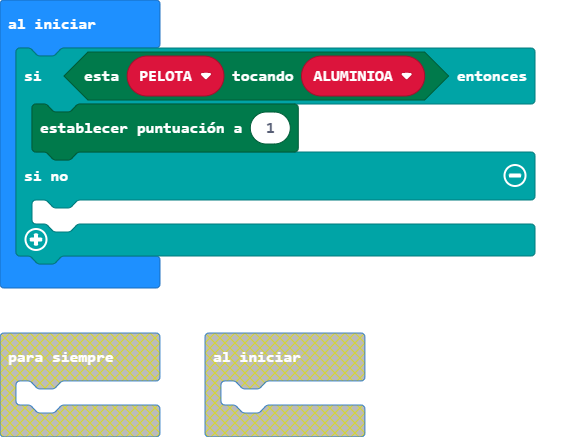 al iniciar
si esta PELOTA tocando ALUMINIOA entonces
establecer puntuación a 1
si no
para siempre al iniciar